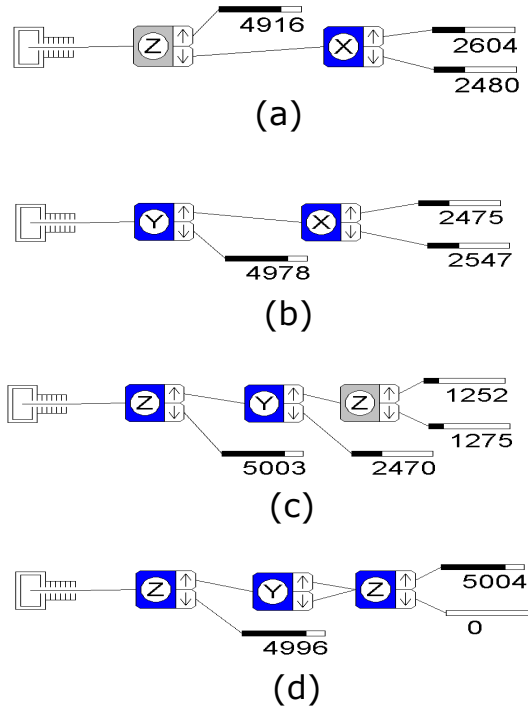 4916
Z ↑ ↓ X ↑ ↓
2604
2480
(a)
Y ↑ ↓ X ↑ ↓
2475
4978
2547
(b)
Z ↑ ↓ Y ↑ ↓ Z ↑ ↓
1252
1275
5003
2470
(c)
Z ↑ ↓ Y ↑ ↓ Z ↑ ↓
5004
0
4996
(d)